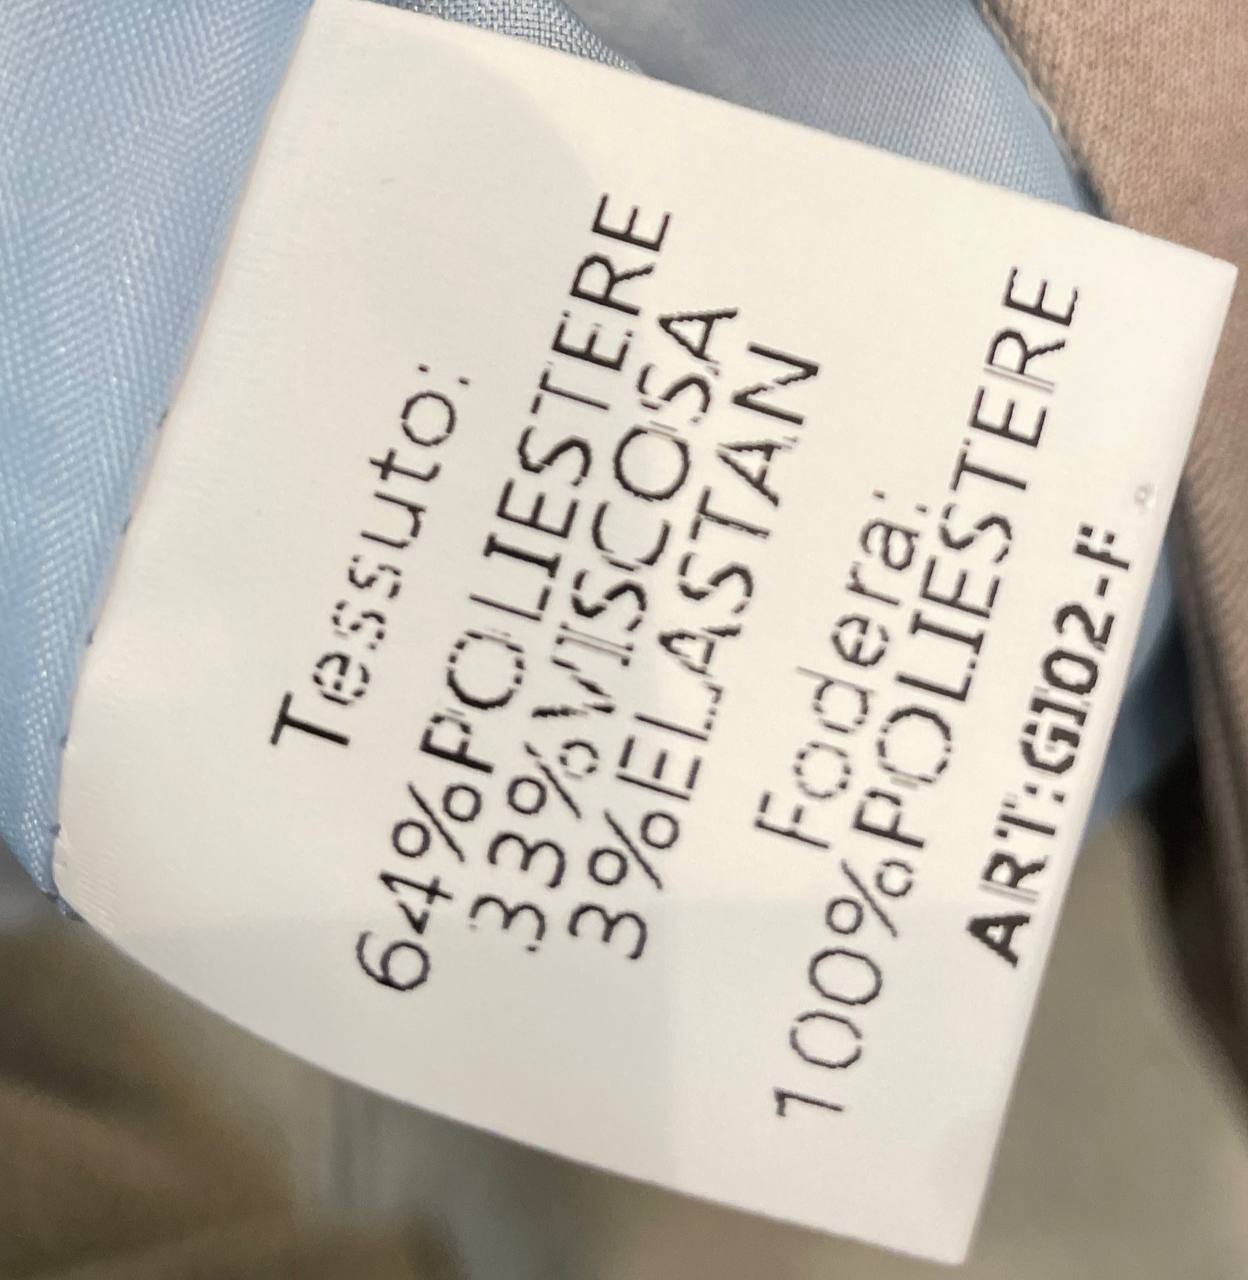 Tessuto:
64%POLIESTERE
33%VISCOSA
3%ELASTAN
Fodera:
100%POLIESTERE
ART:G102-F